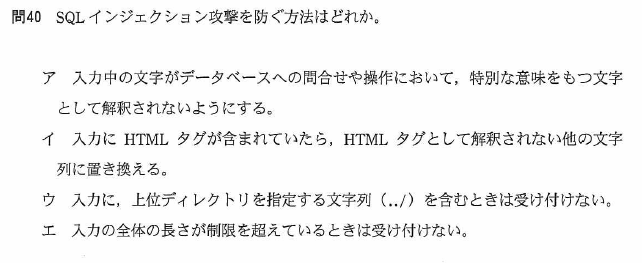 問40 SQL インジェクション攻撃を防ぐ方法はどれか。
ア 入力中の文字がデータベースへの問合せや操作において，特別な意味をもつ文字
として解釈されないようにする。
イ 入力に HTML タグが含まれていたら，HTML タグとして解釈されない他の文字
列に置き換える。
ウ 入力に，上位ディレクトリを指定する文字列（../）を含むときは受け付けない。
エ 入力の全体の長さが制限を超えているときは受け付けない。